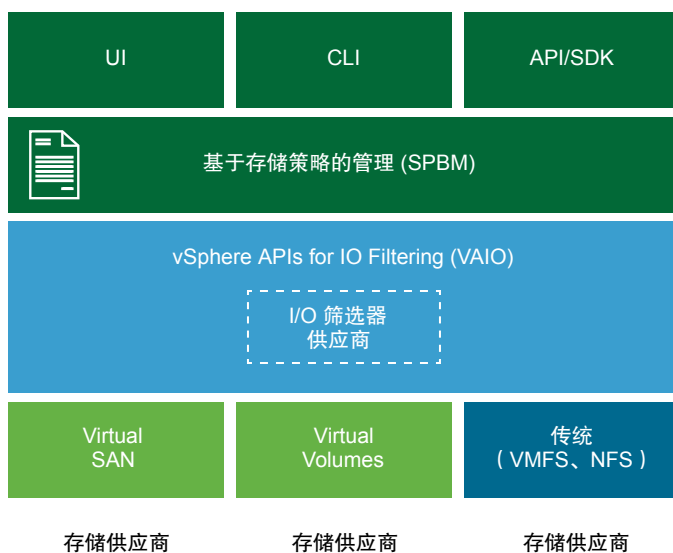 UI
CLI
API/SDK
基于存储策略的管理 (SPBM)
vSphere APIs for IO Filtering (VAIO)
I/O 筛选器
供应商
Virtual
SAN
Virtual
Volumes
传统
（VMFS、NFS）
存储供应商
存储供应商
存储供应商